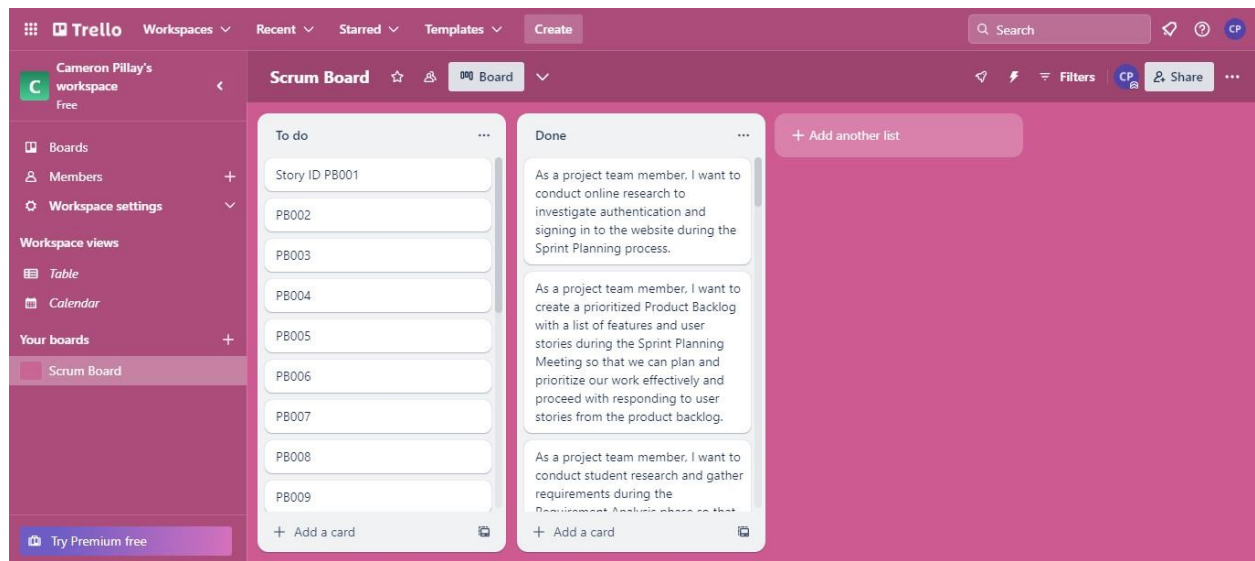 Trello Workspaces Recent Starred Templates Create Search CP
Cameron Pillay's
workspace
Free
C
Boards
Members
Workspace settings
Workspace views
Table
Calendar
Your boards
Scrum Board
Try Premium free
Scrum Board Board Filters CP Share
To do
Story ID PB001
PB002
PB003
PB004
PB005
PB006
PB007
PB008
PB009
+ Add a card
Done
As a project team member, I want to
conduct online research to
investigate authentication and
signing in to the website during the
Sprint Planning process.
As a project team member, I want to
create a prioritized Product Backlog
with a list of features and user
stories during the Sprint Planning
Meeting so that we can plan and
prioritize our work effectively and
proceed with responding to user
stories from the product backlog.
As a project team member, I want to
conduct student research and gather
requirements during the
Requirement Analysis phase so that
+ Add a card
+ Add another list